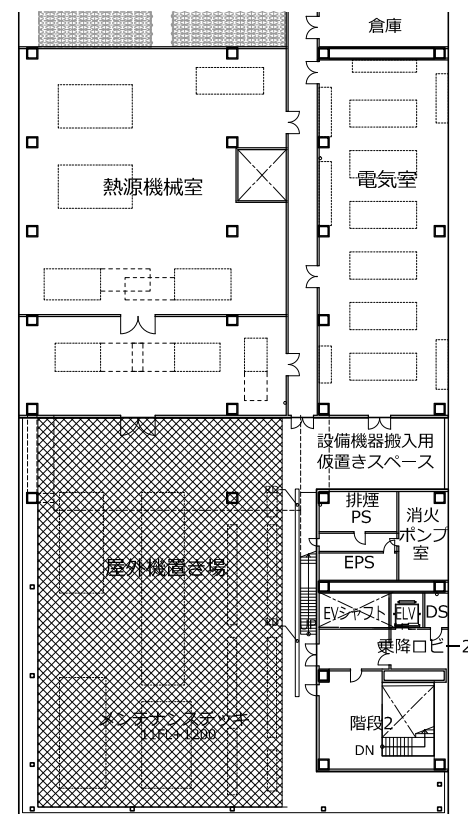 倉庫
熱源機械室
電気室
設備機器搬入用
仮置きスペース
排煙
PS
消火
ポンプ
室
EPS
屋外機置き場
EVシャフト
ELV
DS
UP
乗降ロビー2
メンテナンスデッキ
11FL+1200
階段2
DN